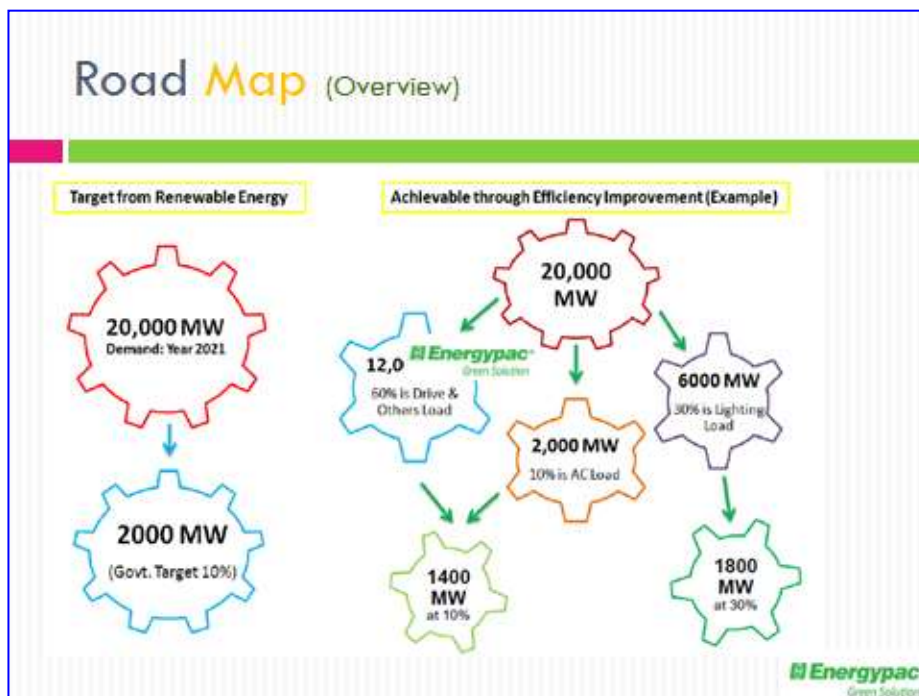 Road Map (Overview)
Target from Renewable Energy
Achievable through Efficiency Improvement (Example)
20,000 MW
Demand: Year 2021
2000 MW
(Govt. Target 10%)
20,000
MW
12,0
Energypac
Green Solution
60% is Drive &
Others Load
2,000 MW
10% is AC Load
6000 MW
30% is Lighting
Load
1400
MW
at 10%
1800
MW
at 30%
Energypac
Green Solution